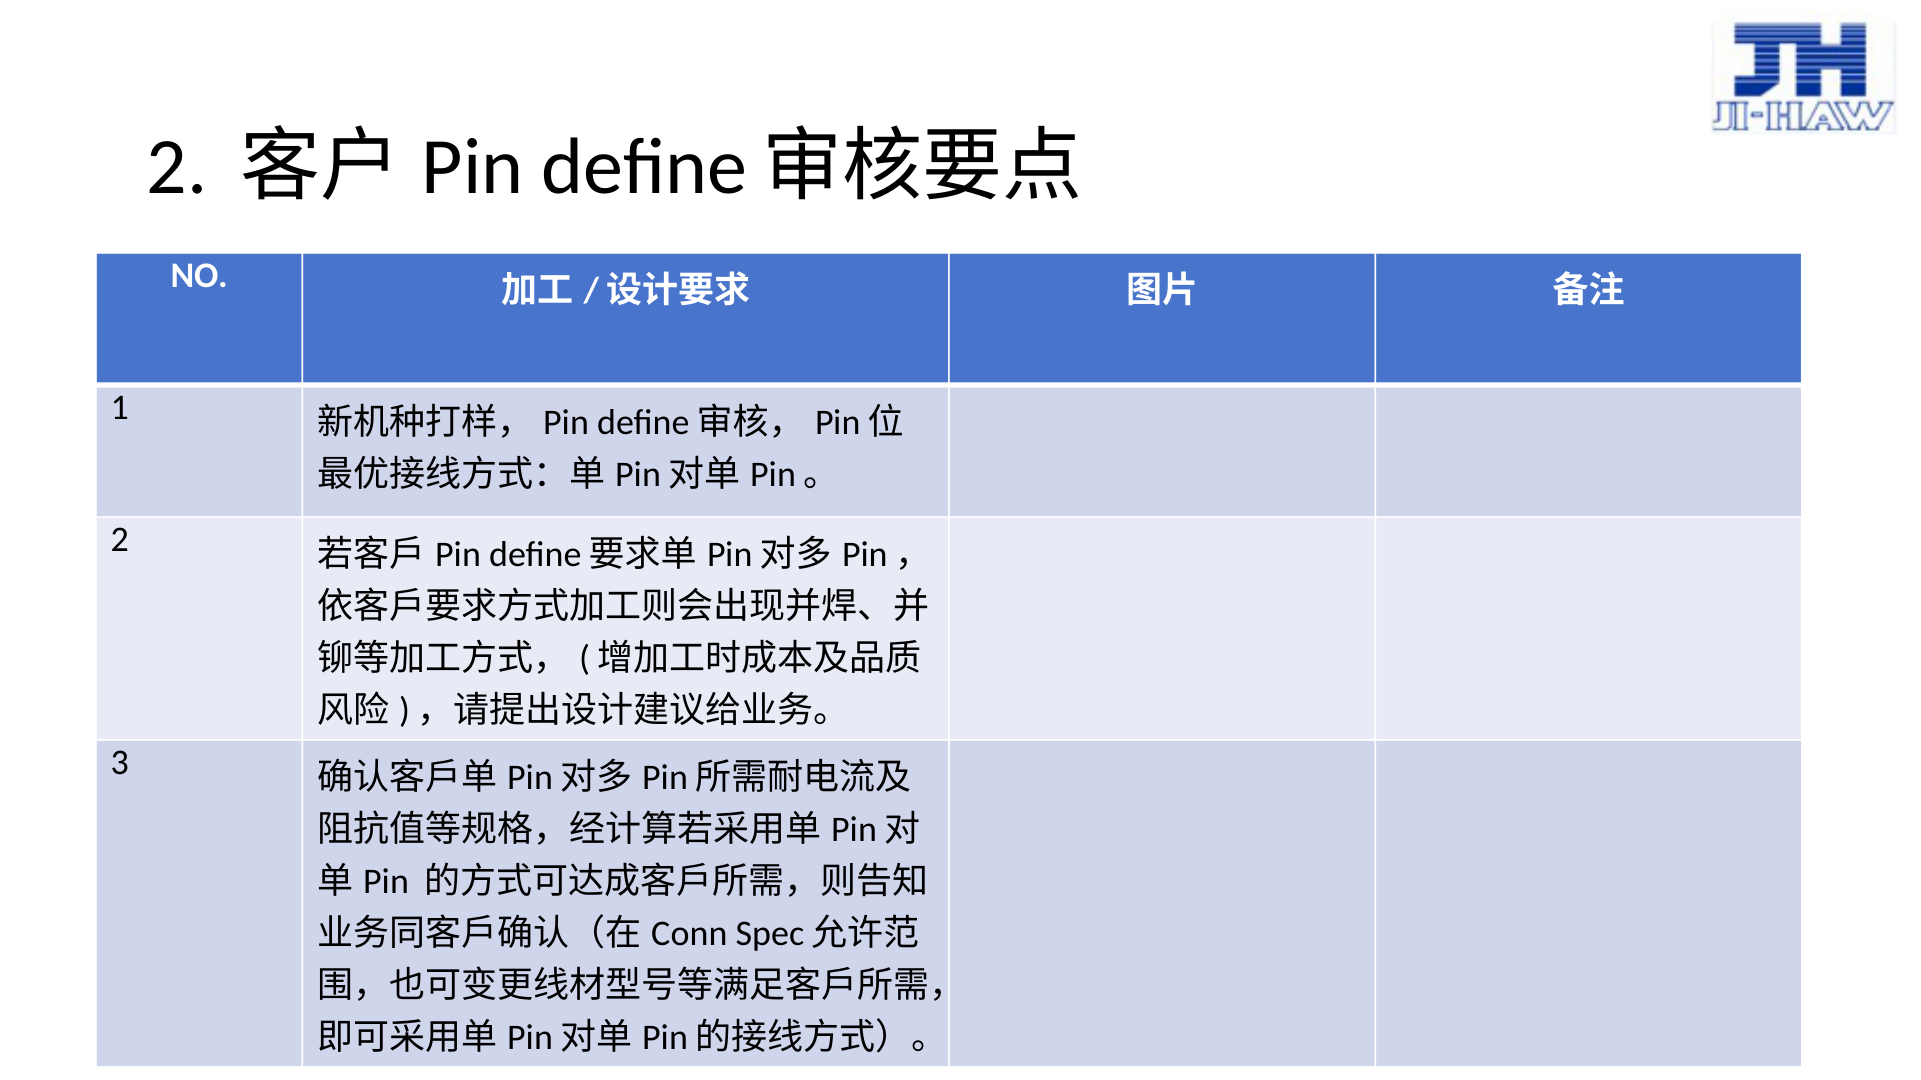 JH
JI-HAW
2. 客户 Pin define 审核要点
NO.
加工 / 设计要求
图片
备注
1
新机种打样， Pin define 审核， Pin 位
最优接线方式：单 Pin 对单 Pin 。
2
若客戶 Pin define 要求单 Pin 对多 Pin ，
依客戶要求方式加工则会出现并焊、并
铆等加工方式， ( 增加工时成本及品质
风险 ) ，请提出设计建议给业务。
3
确认客戶单 Pin 对多 Pin 所需耐电流及
阻抗值等规格，经计算若采用单 Pin 对
单 Pin 的方式可达成客戶所需，则告知
业务同客戶确认（在 Conn Spec 允许范
围，也可变更线材型号等满足客戶所需，
即可采用单 Pin 对单 Pin 的接线方式）。